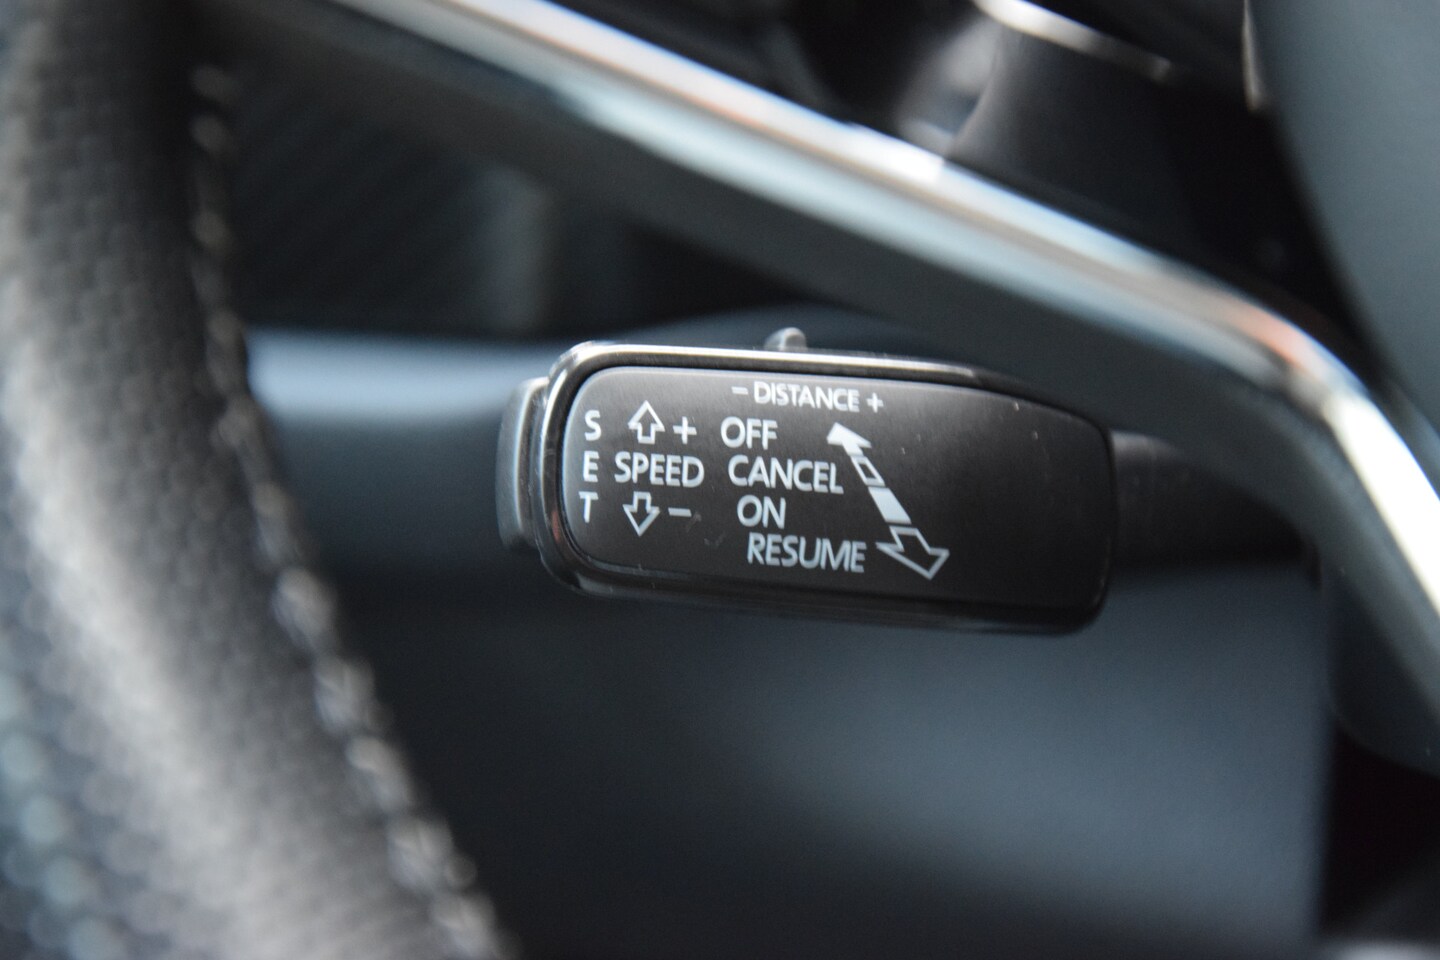 - DISTANCE +
S + OFF
E SPEED CANCEL
T - ON
RESUME